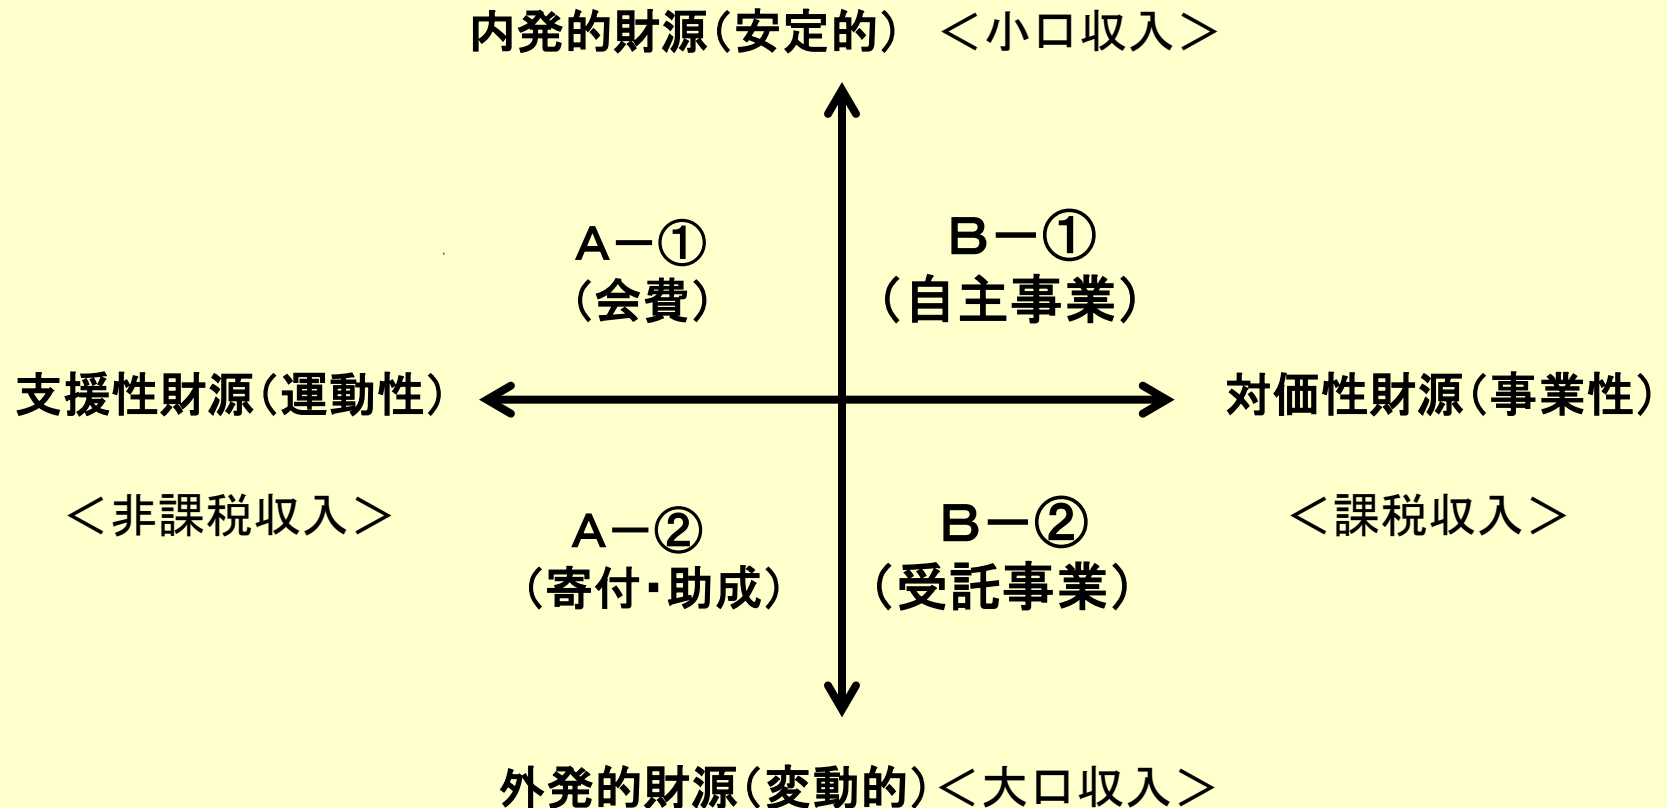 内発的財源（安定的） ＜小口収入＞
Ａ－① Ｂ－①
（会費） （自主事業）
支援性財源（運動性） 対価性財源（事業性）
＜非課税収入＞ ＜課税収入＞
Ａ－② Ｂ－②
（寄付・助成） （受託事業）
外発的財源（変動的）＜大口収入＞